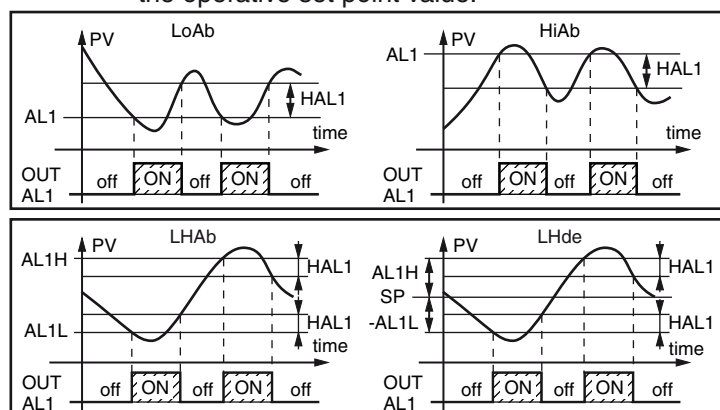 the operative set point value.
LoAb
HiAb
PV
PV
AL1
HAL1
HAL1
AL1
time
time
OUT
AL1
off
ON
off
ON
off
OUT
AL1
off
ON
off
ON
off
LHAb
LHde
AL1H
PV
HAL1
AL1L
HAL1
time
PV
AL1H
SP
-AL1L
HAL1
HAL1
time
OUT
AL1
off
ON
off
ON
off
OUT
AL1
off
ON
off
ON
off